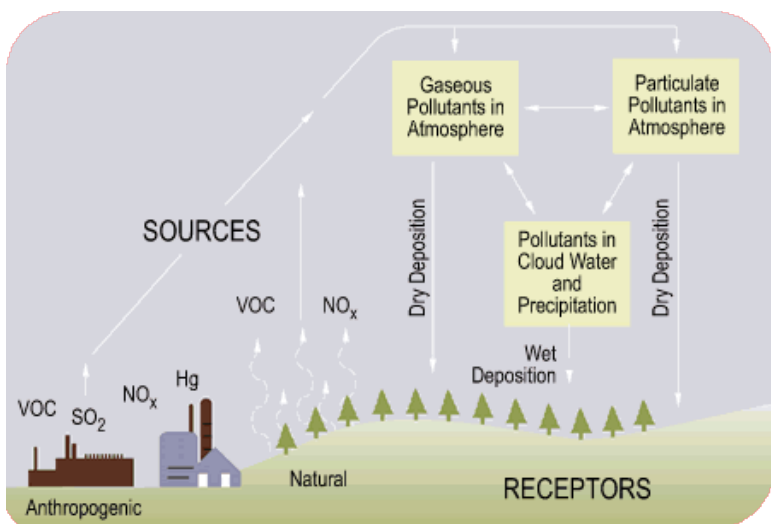 Gaseous
Pollutants in
Atmosphere
Particulate
Pollutants in
Atmosphere
SOURCES
Dry Deposition
Pollutants in
Cloud Water
and
Precipitation
Dry Deposition
VOC
NOx
Wet
Deposition
VOC
SO2
NOx
Hg
Anthropogenic
Natural
RECEPTORS